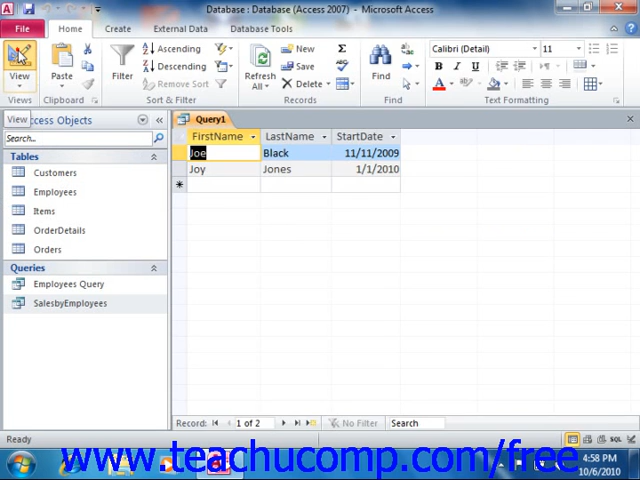 Database : Database (Access 2007) - Microsoft Access
File Home Create External Data Database Tools
View
Paste
Filter
Ascending
Descending
Remove Sort
Refresh All
New
Save
Delete
Find
Calibri (Detail) 11
B I U
A
Views Clipboard Sort & Filter Records Find Text Formatting
View
Access Objects
Search...
Tables
Customers
Employees
Items
OrderDetails
Orders
Queries
Employees Query
SalesbyEmployees
Query1
FirstName LastName StartDate
Joe Black 11/11/2009
Joy Jones 1/1/2010
Record: 1 of 2 No Filter Search
Ready
www.teachucomp.com/free
4:58 PM
10/6/2010